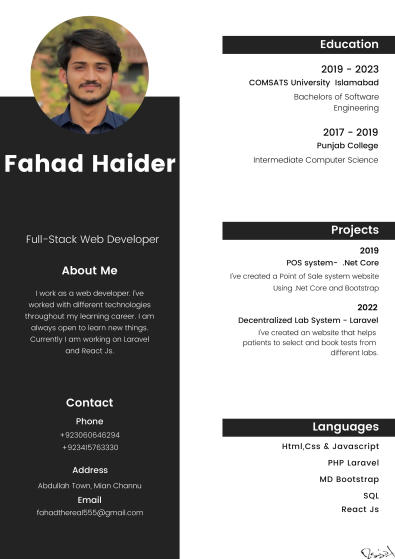 Fahad Haider
Full-Stack Web Developer
About Me
I work as a web developer. I've
worked with different technologies
throughout my learning career. I am
always open to learn new things.
Currently I am working on Laravel
and React Js.
Contact
Phone
+923060646294
+923415763330
Address
Abdullah Town, Mian Channu
Email
fahadthereal555@gmail.com
Education
2019 - 2023
COMSATS University Islamabad
Bachelors of Software
Engineering
2017 - 2019
Punjab College
Intermediate Computer Science
Projects
2019
POS system- .Net Core
I've created a Point of Sale system website
Using .Net Core and Bootstrap
2022
Decentralized Lab System - Laravel
I've created an website that helps
patients to select and book tests from
different labs.
Languages
Html,Css & Javascript
PHP Laravel
MD Bootstrap
SQL
React Js